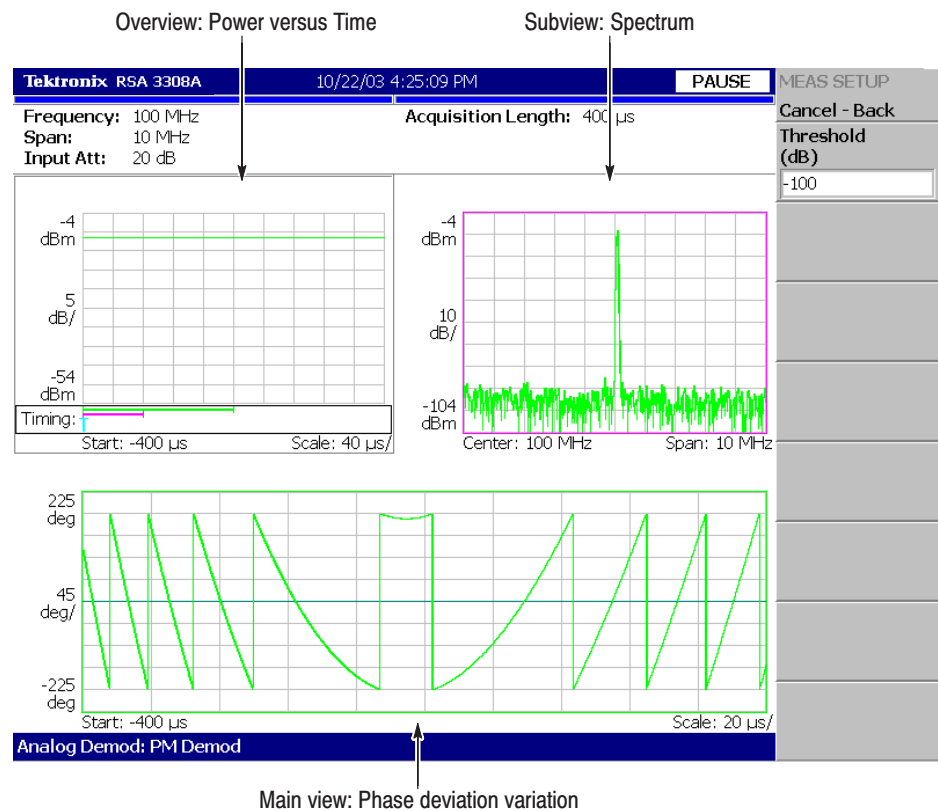 Overview: Power versus Time
Subview: Spectrum
Tektronix RSA 3308A
10/22/03 4:25:09 PM
PAUSE
MEAS SETUP
Frequency: 100 MHz
Acquisition Length: 400 µs
Span: 10 MHz
Input Att: 20 dB
Cancel - Back
Threshold
(dB)
-100
-4
dBm
5
dB/
-54
dBm
Timing:
Start: -400 µs
Scale: 40 µs/
-4
dBm
10
dB/
-104
dBm
Center: 100 MHz
Span: 10 MHz
225
deg
45
deg/
-225
deg
Start: -400 µs
Scale: 20 µs/
Analog Demod: PM Demod
Main view: Phase deviation variation